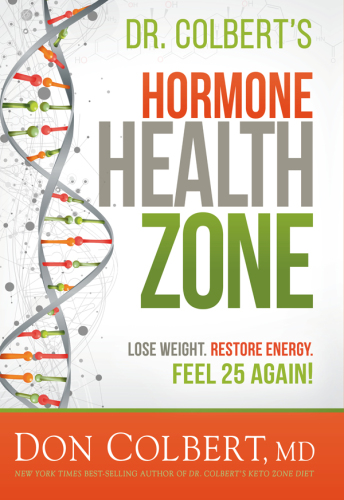 DR. COLBERT'S
HORMONE
HEALTH
ZONE
LOSE WEIGHT. RESTORE ENERGY.
FEEL 25 AGAIN!
DON COLBERT, MD
NEW YORK TIMES BEST-SELLING AUTHOR OF DR. COLBERT'S KETO ZONE DIET